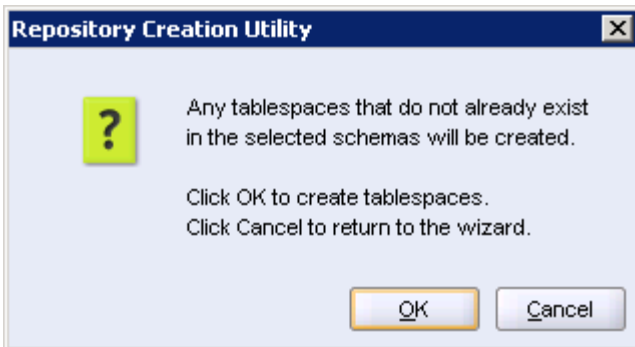 Repository Creation Utility
?
Any tablespaces that do not already exist
in the selected schemas will be created.
Click OK to create tablespaces.
Click Cancel to return to the wizard.
OK
Cancel